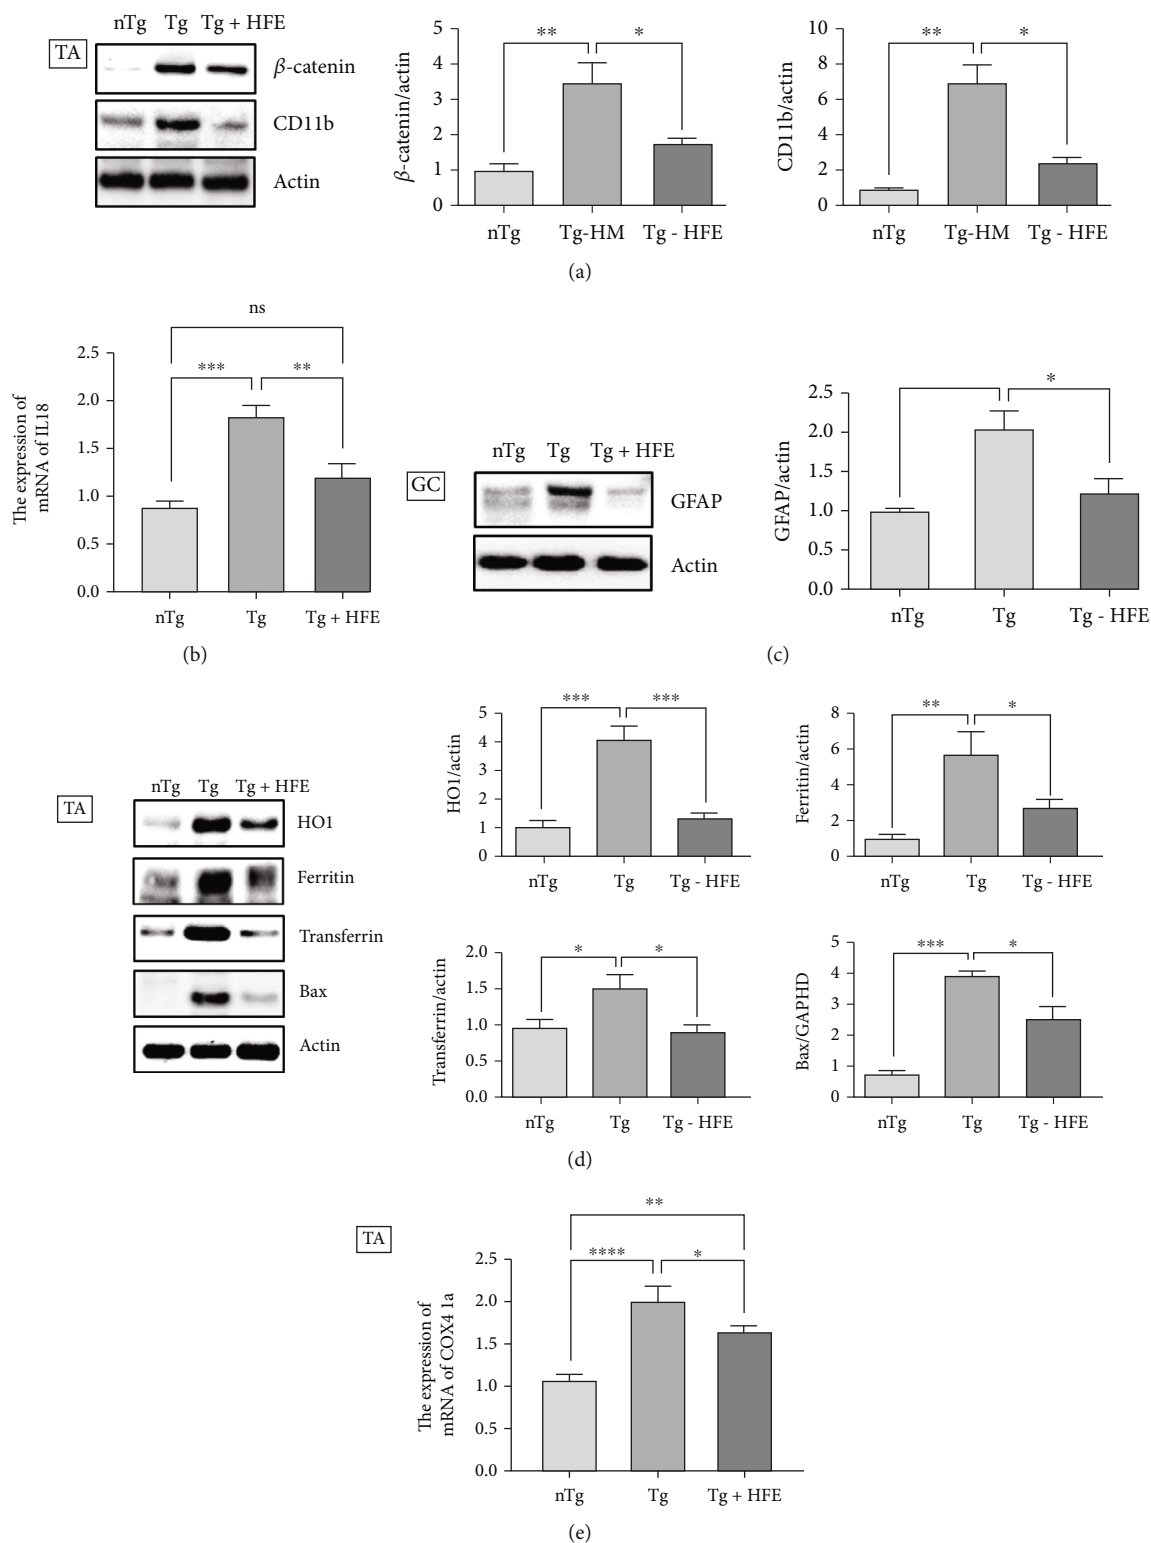 nTg Tg Tg + HFE
TA
β-catenin
CD11b
Actin
β-catenin/actin
5
4
3
2
1
0
** *
nTg Tg-HM Tg - HFE
CD11b/actin
10
8
6
4
2
0
** *
nTg Tg-HM Tg - HFE
(a)
The expression of
mRNA of IL18
2.5
2.0
1.5
1.0
0.5
0.0
ns
*** **
nTg Tg Tg + HFE
(b)
GC
nTg Tg Tg + HFE
GFAP
Actin
GFAP/actin
2.5
2.0
1.5
1.0
0.5
0.0
*
nTg Tg Tg - HFE
(c)
TA
nTg Tg Tg + HFE
HO1
Ferritin
Transferrin
Bax
Actin
HO1/actin
5
4
3
2
1
0
*** ***
nTg Tg Tg - HFE
Ferritin/actin
8
6
4
2
0
** *
nTg Tg Tg - HFE
Transferrin/actin
2.0
1.5
1.0
0.5
0.0
* *
nTg Tg Tg - HFE
Bax/GAPHD
5
4
3
2
1
0
*** *
nTg Tg Tg - HFE
(d)
TA
The expression of
mRNA of COX4 1a
2.5
2.0
1.5
1.0
0.5
0.0
**
**** *
nTg Tg Tg + HFE
(e)